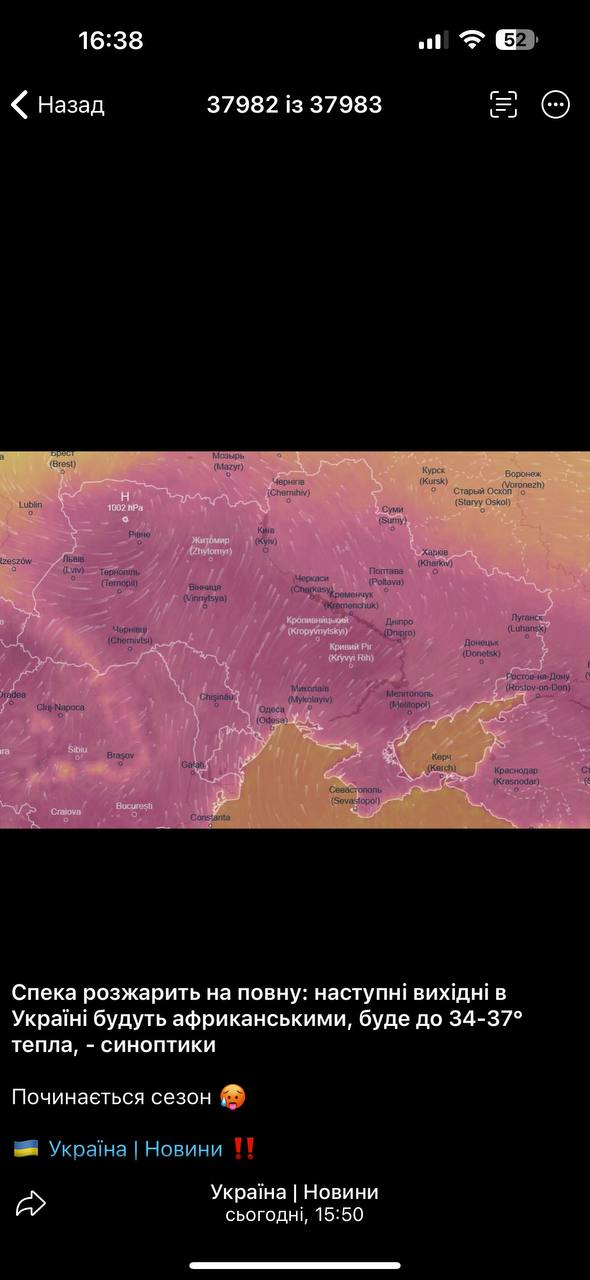 16:38
52
Назад
37982 із 37983
Брест
(Brest)
Мозырь
(Mazyr)
Чернігів
(Chernihiv)
Курск
(Kursk)
Воронеж
(Voronezh)
Старый Оскол
(Staryy Oskol)
Lublin
H
1002 hPa
Суми
(Sumy)
Рівне
Житомир
(Zhytomyr)
Київ
(Kyiv)
Харків
(Kharkiv)
Rzeszów
Львів
(Lviv)
Тернопіль
(Ternopil)
Вінниця
(Vinnytsya)
Черкаси
(Cherkasy)
Полтава
(Poltava)
Кременчук
(Kremenchuk)
Чернівці
(Chernivtsi)
Кропивницький
(Kropyvnytskyi)
Дніпро
(Dnipro)
Луганськ
(Luhansk)
Кривий Ріг
(Kryvyi Rih)
Донецьк
(Donetsk)
Ростов-на-Дону
(Rostov-on-Don)
Oradea
Cluj-Napoca
Chișinău
Миколаїв
(Mykolayiv)
Мелітополь
(Melitopol)
Одеса
(Odesa)
Sibiu
Brașov
Galați
Керч
(Kerch)
Краснодар
(Krasnodar)
Севастополь
(Sevastopol)
Craiova
București
Constanta
Спека розжарить на повну: наступні вихідні в
Україні будуть африканськими, буде до 34-37°
тепла, - синоптики
Починається сезон 🥵
🇺🇦 Україна | Новини ‼️
Україна | Новини
сьогодні, 15:50